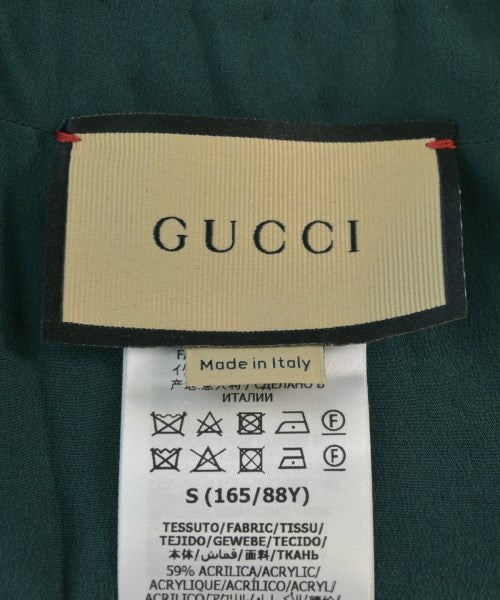 GUCCI
Made in Italy
产地:意大利 / СДЕЛАНО В
ИТАЛИИ
S (165/88Y)
TESSUTO/FABRIC/TISSU/
TEJIDO/GEWEBE/TECIDO/
本体/قماش/面料/ТКАНЬ
59% ACRILICA/ACRYLIC/
ACRYLIQUE/ACRÍLICO/ACRYL/